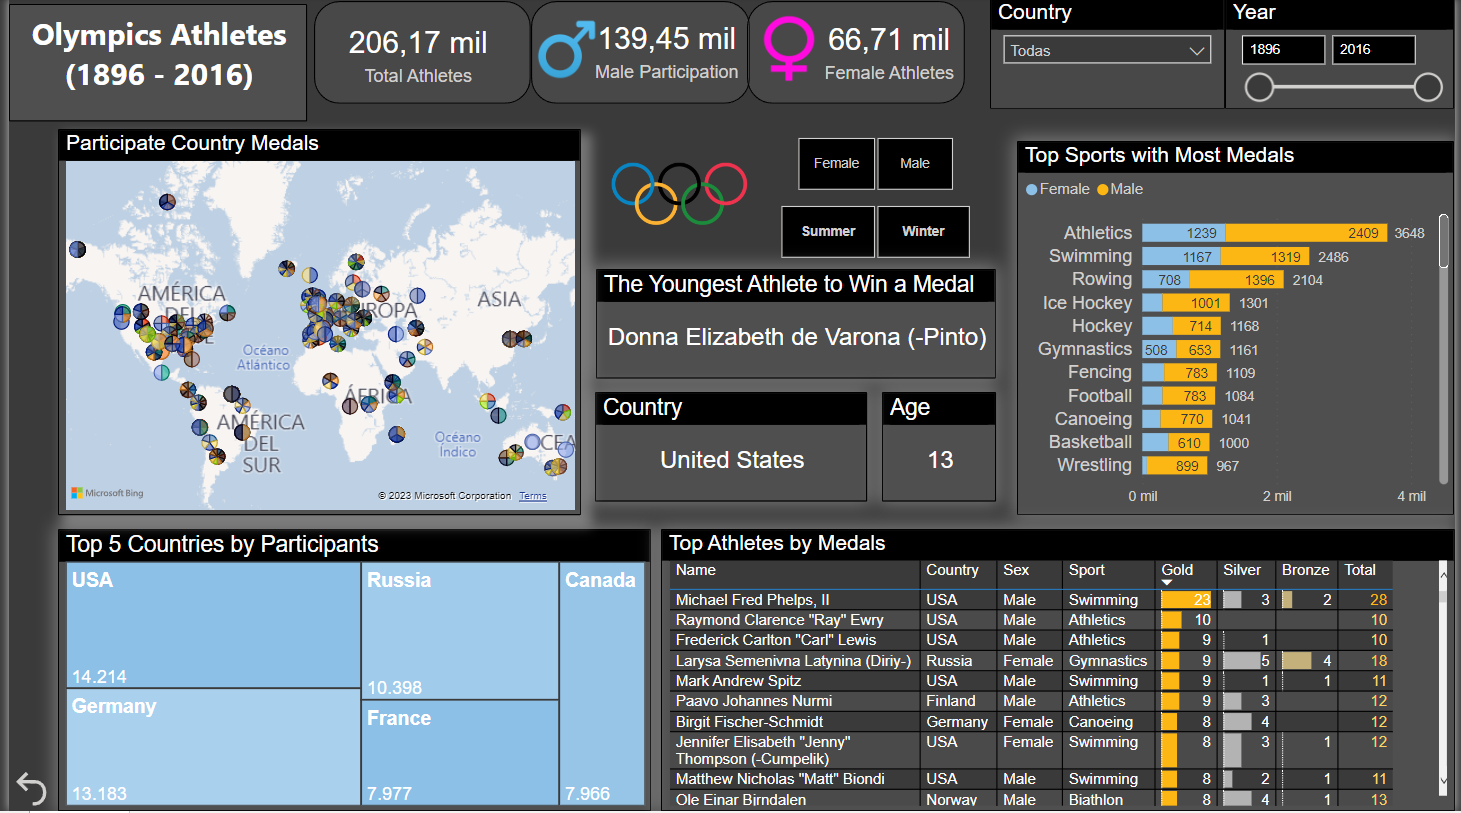 Olympics Athletes
(1896 - 2016)
206,17 mil
Total Athletes
139,45 mil
Male Participation
66,71 mil
Female Athletes
Country
Todas
Year
1896
2016
Participate Country Medals
AMÉRICA
DEL
ASIA
Océano
Atlántico
ÁFRICA
AMÉRICA
DEL
SUR
Océano
Índico
Microsoft Bing
© 2023 Microsoft Corporation Terms
Female
Male
Summer
Winter
The Youngest Athlete to Win a Medal
Donna Elizabeth de Varona (-Pinto)
Country
United States
Age
13
Top Sports with Most Medals
Female Male
Athletics 1239 2409 3648
Swimming 1167 1319 2486
Rowing 708 1396 2104
Ice Hockey 1001 1301
Hockey 714 1168
Gymnastics 508 653 1161
Fencing 783 1109
Football 783 1084
Canoeing 770 1041
Basketball 610 1000
Wrestling 899 967
0 mil 2 mil 4 mil
Top 5 Countries by Participants
USA
14.214
Germany
13.183
Russia
10.398
France
7.977
Canada
7.966
Top Athletes by Medals
Name Country Sex Sport Gold Silver Bronze Total
Michael Fred Phelps, II USA Male Swimming 23 3 2 28
Raymond Clarence "Ray" Ewry USA Male Athletics 10 10
Frederick Carlton "Carl" Lewis USA Male Athletics 9 1 10
Larysa Semenivna Latynina (Diriy-) Russia Female Gymnastics 9 5 4 18
Mark Andrew Spitz USA Male Swimming 9 1 1 11
Paavo Johannes Nurmi Finland Male Athletics 9 3 12
Birgit Fischer-Schmidt Germany Female Canoeing 8 4 12
Jennifer Elisabeth "Jenny" USA Female Swimming 8 3 1 12
Thompson (-Cumpelik)
Matthew Nicholas "Matt" Biondi USA Male Swimming 8 2 1 11
Ole Einar Bjrndalen Norway Male Biathlon 8 4 1 13